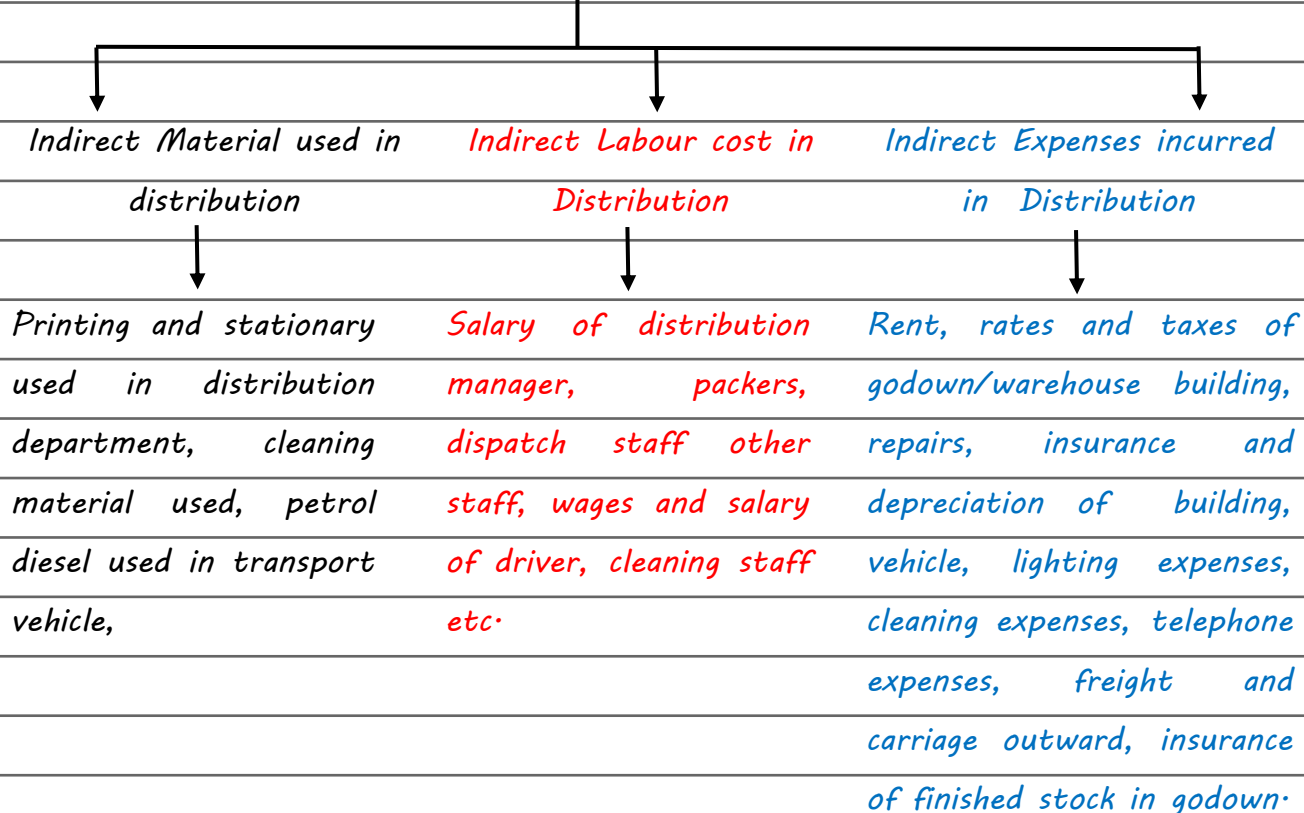 Indirect Material used in
distribution
Printing and stationary
used in distribution
department, cleaning
material used, petrol
diesel used in transport
vehicle,
Indirect Labour cost in
Distribution
Salary of distribution
manager, packers,
dispatch staff other
staff, wages and salary
of driver, cleaning staff
etc.
Indirect Expenses incurred
in Distribution
Rent, rates and taxes of
godown/warehouse building,
repairs, insurance and
depreciation of building,
vehicle, lighting expenses,
cleaning expenses, telephone
expenses, freight and
carriage outward, insurance
of finished stock in godown.